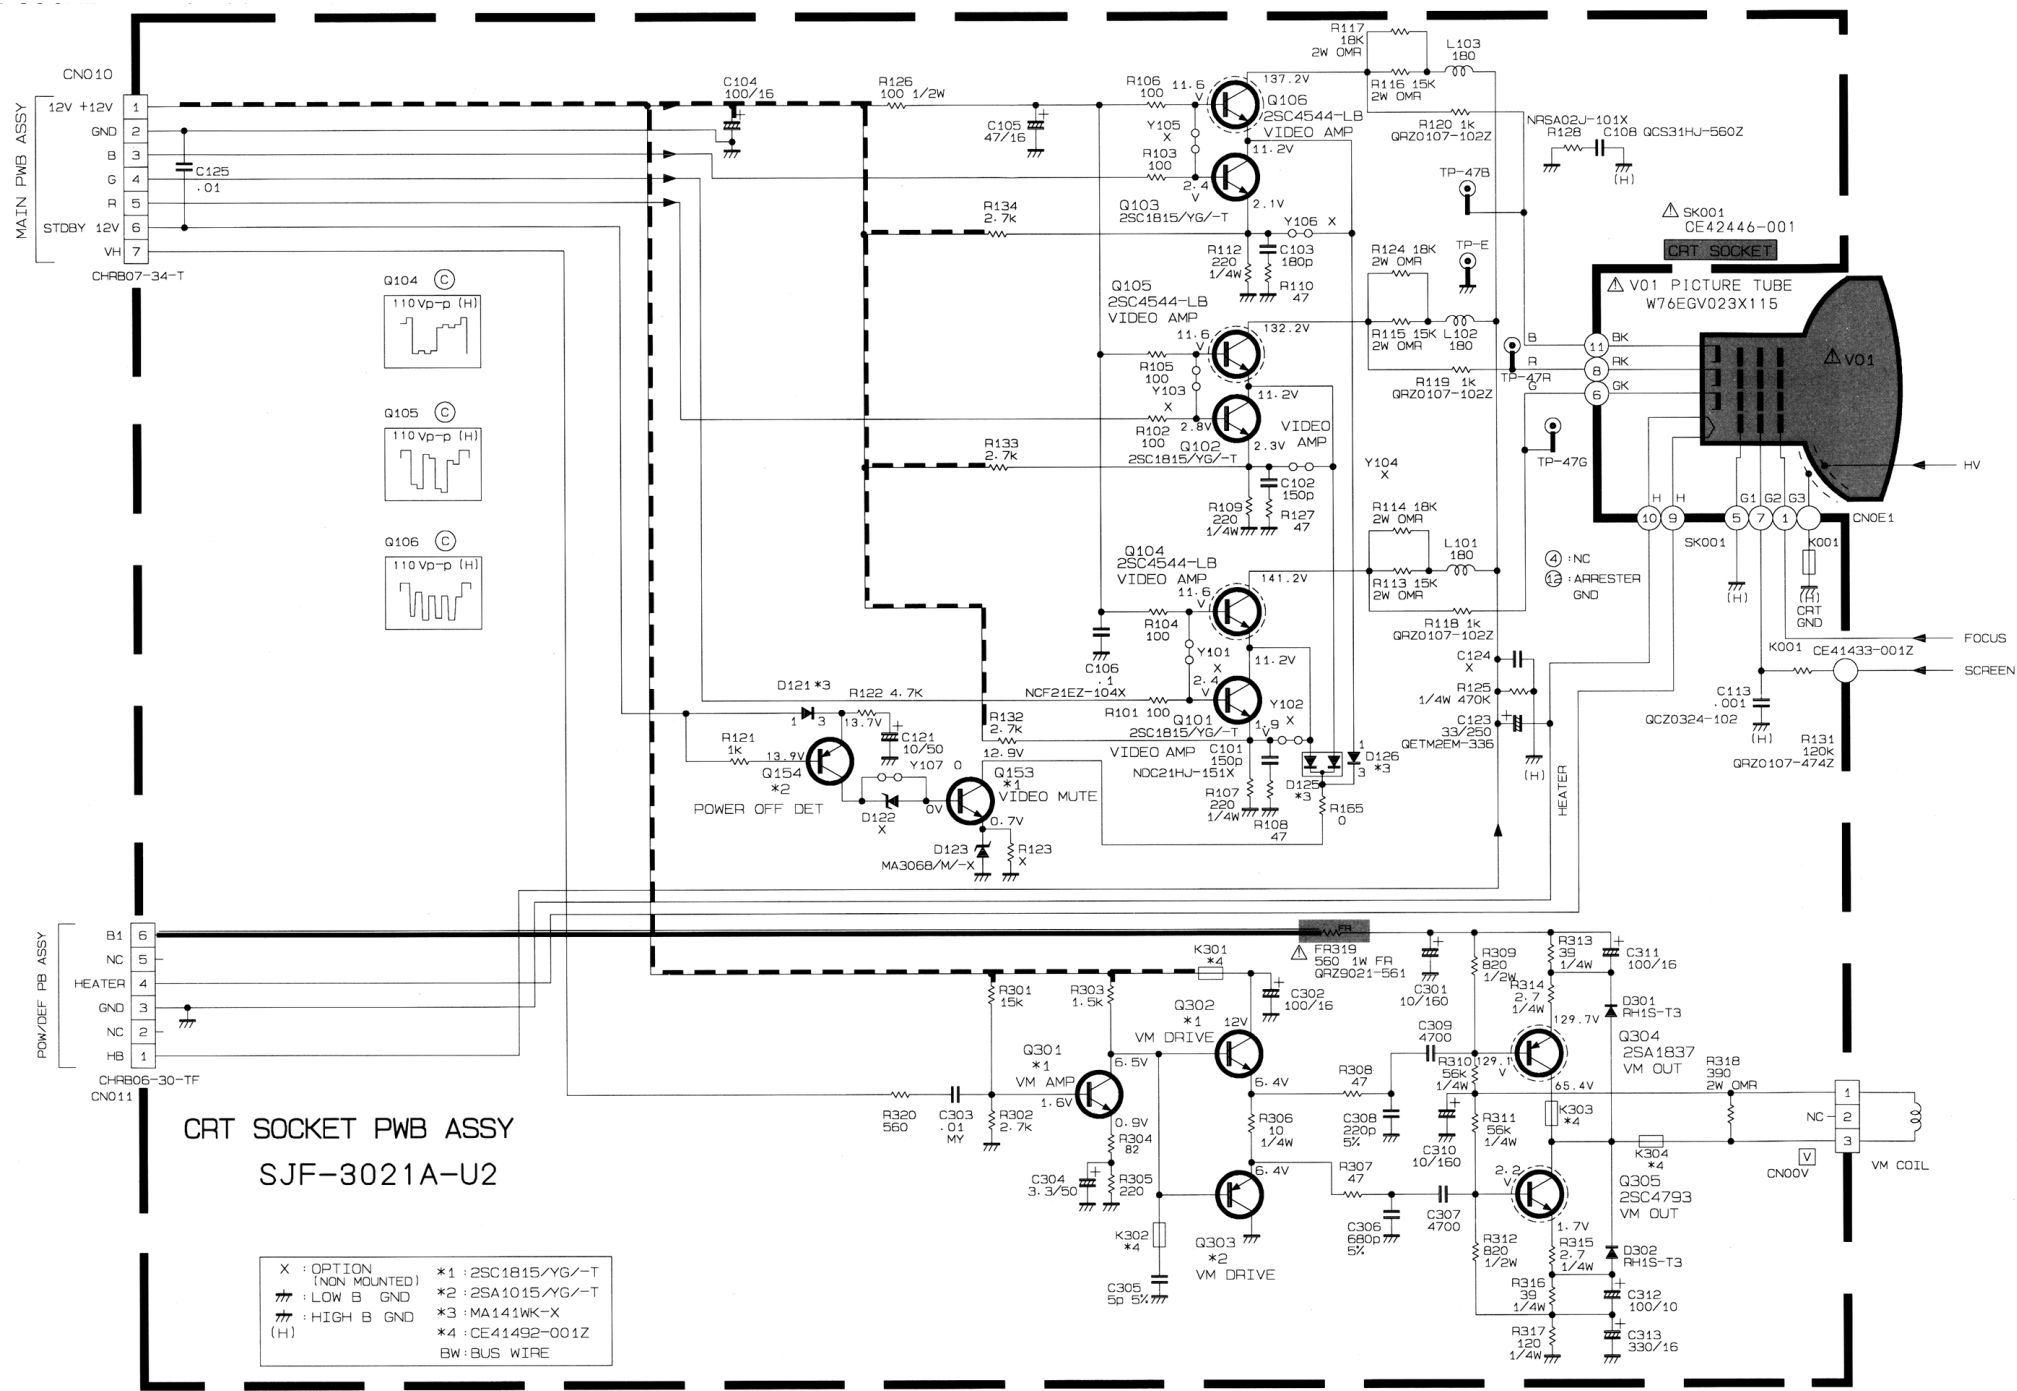 CN010
MAIN PWB ASSY
12V +12V 1
GND 2
B 3
G 4
R 5
STDBY 12V 6
VH 7
CHRB07-34-T
C125
.01
C104
100/16
R126
100 1/2W
C105
47/16
R106
100
11.6
V
137.2V
Q106
2SC4544-LB
VIDEO AMP
Y105
X
R103
100
11.2V
2.4
V
Q103
2SC1815/YG/-T
2.1V
R134
2.7k
Y106 X
R112
220
1/4W
C103
180p
R110
47
R117
18K
2W OMR
L103
180
R116 15K
2W OMR
R120 1k
QRZ0107-102Z
NRSA02J-101X
R128
C108 QCS31HJ-560Z
(H)
TP-47B
TP-E
SK001
CE42446-001
CRT SOCKET
V01 PICTURE TUBE
W76EGV023X115
V01
Q104 C
110Vp-p (H)
Q105 C
110Vp-p (H)
Q106 C
110Vp-p (H)
Q105
2SC4544-LB
VIDEO AMP
11.6
V
132.2V
R105
100
Y103
X
11.2V
R102
100
2.8V
Q102
2SC1815/YG/-T
VIDEO
AMP
2.3V
R133
2.7k
Y104
X
C102
150p
R109
220
1/4W
R127
47
R124 18K
2W OMR
R115 15K
2W OMR
L102
180
R119 1k
QRZ0107-102Z
TP-47R
TP-47G
B 11 BK
R 8 RK
G 6 GK
HV
H H G1 G2 G3
10 9 5 7 1
CN0E1
SK001
K001
4 :NC
12 :ARRESTER
GND
(H)
(H)
CRT
GND
FOCUS
K001 CE41433-001Z
SCREEN
C113
.001
QCZ0324-102
(H)
R131
120k
QRZ0107-474Z
Q104
2SC4544-LB
VIDEO AMP
11.6
V
141.2V
R104
100
C106
.1
NCF21EZ-104X
Y101
X
11.2V
2.4
V
R101 100
Q101
2SC1815/YG/-T
VIDEO AMP
1.9
V
Y102
X
C101
150p
NDC21HJ-151X
R107
220
1/4W
R108
47
D125
*3
D126
*3
1
3
R165
0
R114 18K
2W OMR
L101
180
R113 15K
2W OMR
R118 1k
QRZ0107-102Z
C124
X
R125
1/4W 470K
C123
33/250
QETM2EM-336
(H)
HEATER
D121 *3
1 3
R122 4.7K
13.7V
C121
10/50
R121
1k
13.9V
Q154
*2
POWER OFF DET
Y107 0
D122
X
0V
R132
2.7k
12.9V
Q153
*1
VIDEO MUTE
0.7V
D123
MA3068/M/-X
R123
X
POW/DEF PB ASSY
B1 6
NC 5
HEATER 4
GND 3
NC 2
HB 1
CHRB06-30-TF
CN011
CRT SOCKET PWB ASSY
SJF-3021A-U2
X : OPTION
(NON MOUNTED)
: LOW B GND
: HIGH B GND
(H)
*1 : 2SC1815/YG/-T
*2 : 2SA1015/YG/-T
*3 : MA141WK-X
*4 : CE41492-001Z
BW: BUS WIRE
R320
560
C303
.01
MY
R301
15k
R302
2.7k
R303
1.5k
Q301
*1
VM AMP
1.6V
6.5V
0.9V
R304
82
C304
3.3/50
R305
220
K301
*4
C302
100/16
Q302
*1
VM DRIVE
12V
6.4V
R306
10
1/4W
6.4V
Q303
*2
VM DRIVE
K302
*4
C305
5p 5%
FR
FR319
560 1W FR
QRZ9021-561
C301
10/160
R308
47
C308
220p
5%
R307
47
C306
680p
5%
C309
4700
C307
4700
C310
10/160
R309
820
1/2W
R310
56k
1/4W
R311
56k
1/4W
R312
820
1/2W
R313
39
1/4W
R314
2.7
1/4W
C311
100/16
D301
RH1S-T3
129.7V
129.1
V
Q304
2SA1837
VM OUT
65.4V
K303
*4
K304
*4
R318
390
2W OMR
2.2
V
Q305
2SC4793
VM OUT
1.7V
R315
2.7
1/4W
D302
RH1S-T3
R316
39
1/4W
C312
100/10
R317
120
1/4W
C313
330/16
1
NC 2
3
V
CN00V
VM COIL